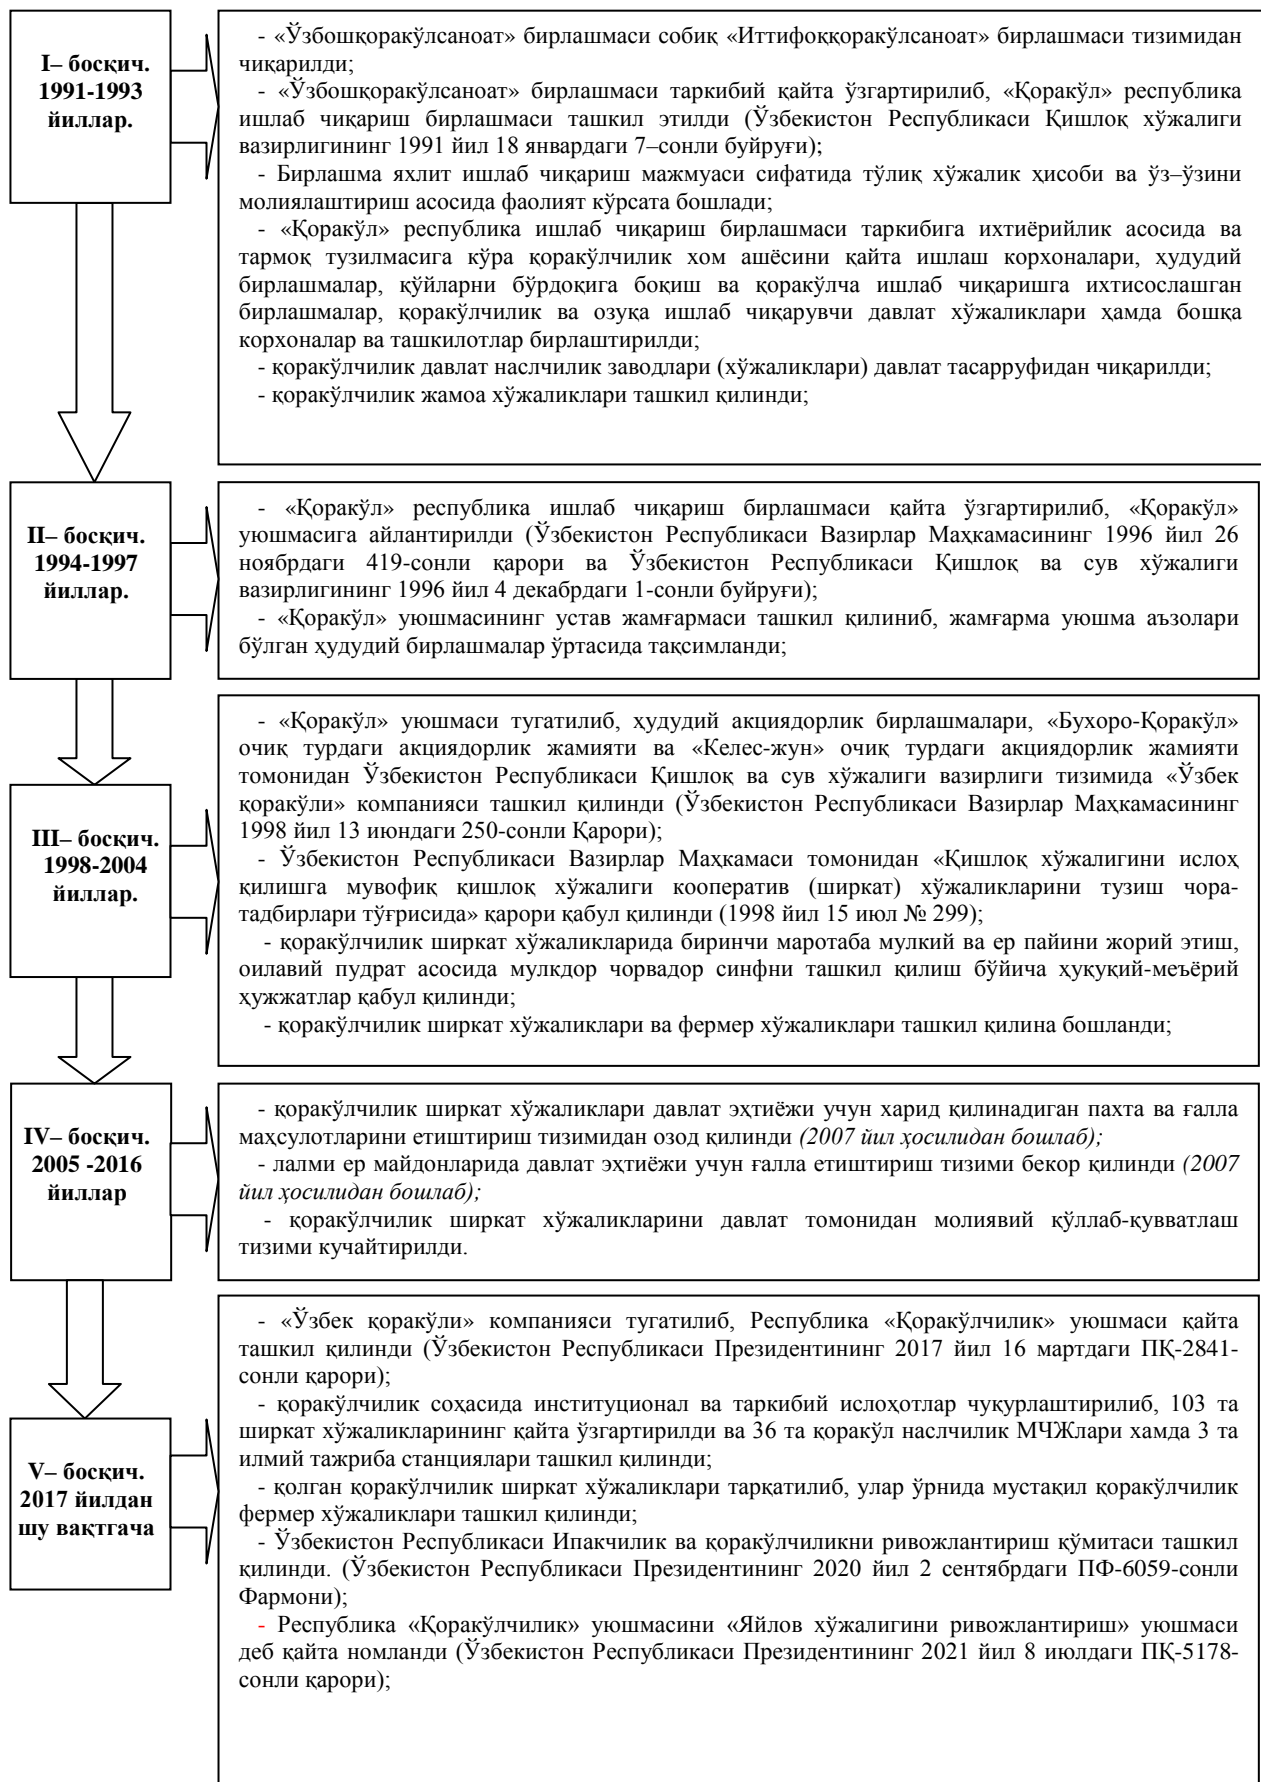 I– босқич.
1991-1993
йиллар.
- «Ўзбошқоракўлсаноат» бирлашмаси собиқ «Иттифоққоракўлсаноат» бирлашмаси тизимидан
чиқарилди;
- «Ўзбошқоракўлсаноат» бирлашмаси таркибий қайта ўзгартирилиб, «Қоракўл» республика
ишлаб чиқариш бирлашмаси ташкил этилди (Ўзбекистон Республикаси Қишлоқ хўжалиги
вазирлигининг 1991 йил 18 январдаги 7–сонли буйруғи);
- Бирлашма яхлит ишлаб чиқариш мажмуаси сифатида тўлиқ хўжалик ҳисоби ва ўз–ўзини
молиялаштириш асосида фаолият кўрсата бошлади;
- «Қоракўл» республика ишлаб чиқариш бирлашмаси таркибига ихтиёрийлик асосида ва
тармоқ тузилмасига кўра қоракўлчилик хом ашёсини қайта ишлаш корхоналари, ҳудудий
бирлашмалар, қўйларни бўрдоқига боқиш ва қоракўлча ишлаб чиқаришга ихтисослашган
бирлашмалар, қоракўлчилик ва озуқа ишлаб чиқарувчи давлат хўжаликлари ҳамда бошқа
корхоналар ва ташкилотлар бирлаштирилди;
- қоракўлчилик давлат наслчилик заводлари (хўжаликлари) давлат тасарруфидан чиқарилди;
- қоракўлчилик жамоа хўжаликлари ташкил қилинди;
II– босқич.
1994-1997
йиллар.
- «Қоракўл» республика ишлаб чиқариш бирлашмаси қайта ўзгартирилиб, «Қоракўл»
уюшмасига айлантирилди (Ўзбекистон Республикаси Вазирлар Маҳкамасининг 1996 йил 26
ноябрдаги 419-сонли қарори ва Ўзбекистон Республикаси Қишлоқ ва сув хўжалиги
вазирлигининг 1996 йил 4 декабрдаги 1-сонли буйруғи);
- «Қоракўл» уюшмасининг устав жамғармаси ташкил қилиниб, жамғарма уюшма аъзолари
бўлган ҳудудий бирлашмалар ўртасида тақсимланди;
III– босқич.
1998-2004
йиллар.
- «Қоракўл» уюшмаси тугатилиб, ҳудудий акциядорлик бирлашмалари, «Бухоро-Қоракўл»
очиқ турдаги акциядорлик жамияти ва «Келес-жун» очиқ турдаги акциядорлик жамияти
томонидан Ўзбекистон Республикаси Қишлоқ ва сув хўжалиги вазирлиги тизимида «Ўзбек
қоракўли» компанияси ташкил қилинди (Ўзбекистон Республикаси Вазирлар Маҳкамасининг
1998 йил 13 июндаги 250-сонли Қарори);
- Ўзбекистон Республикаси Вазирлар Маҳкамаси томонидан «Қишлоқ хўжалигини ислоҳ
қилишга мувофиқ қишлоқ хўжалиги кооператив (ширкат) хўжаликларини тузиш чора-
тадбирлари тўғрисида» қарори қабул қилинди (1998 йил 15 июл № 299);
- қоракўлчилик ширкат хўжаликларида биринчи маротаба мулкий ва ер пайини жорий этиш,
оилавий пудрат асосида мулкдор чорвадор синфни ташкил қилиш бўйича ҳуқуқий-меъёрий
ҳужжатлар қабул қилинди;
- қоракўлчилик ширкат хўжаликлари ва фермер хўжаликлари ташкил қилина бошланди;
IV– босқич.
2005 -2016
йиллар
- қоракўлчилик ширкат хўжаликлари давлат эҳтиёжи учун харид қилинадиган пахта ва ғалла
маҳсулотларини етиштириш тизимидан озод қилинди (2007 йил ҳосилидан бошлаб);
- лалми ер майдонларида давлат эҳтиёжи учун ғалла етиштириш тизими бекор қилинди (2007
йил ҳосилидан бошлаб);
- қоракўлчилик ширкат хўжаликларини давлат томонидан молиявий қўллаб-қувватлаш
тизими кучайтирилди.
V– босқич.
2017 йилдан
шу вақтгача
- «Ўзбек қоракўли» компанияси тугатилиб, Республика «Қоракўлчилик» уюшмаси қайта
ташкил қилинди (Ўзбекистон Республикаси Президентининг 2017 йил 16 мартдаги ПҚ-2841-
сонли қарори);
- қоракўлчилик соҳасида институционал ва таркибий ислоҳотлар чуқурлаштирилиб, 103 та
ширкат хўжаликларининг қайта ўзгартирилди ва 36 та қоракўл наслчилик МЧЖлари хамда 3 та
илмий тажриба станциялари ташкил қилинди;
- қолган қоракўлчилик ширкат хўжаликлари тарқатилиб, улар ўрнида мустақил қоракўлчилик
фермер хўжаликлари ташкил қилинди;
- Ўзбекистон Республикаси Ипакчилик ва қоракўлчиликни ривожлантириш қўмитаси ташкил
қилинди. (Ўзбекистон Республикаси Президентининг 2020 йил 2 сентябрдаги ПФ-6059-сонли
Фармони);
- Республика «Қоракўлчилик» уюшмасини «Яйлов хўжалигини ривожлантириш» уюшмаси
деб қайта номланди (Ўзбекистон Республикаси Президентининг 2021 йил 8 июлдаги ПҚ-5178-
сонли қарори);